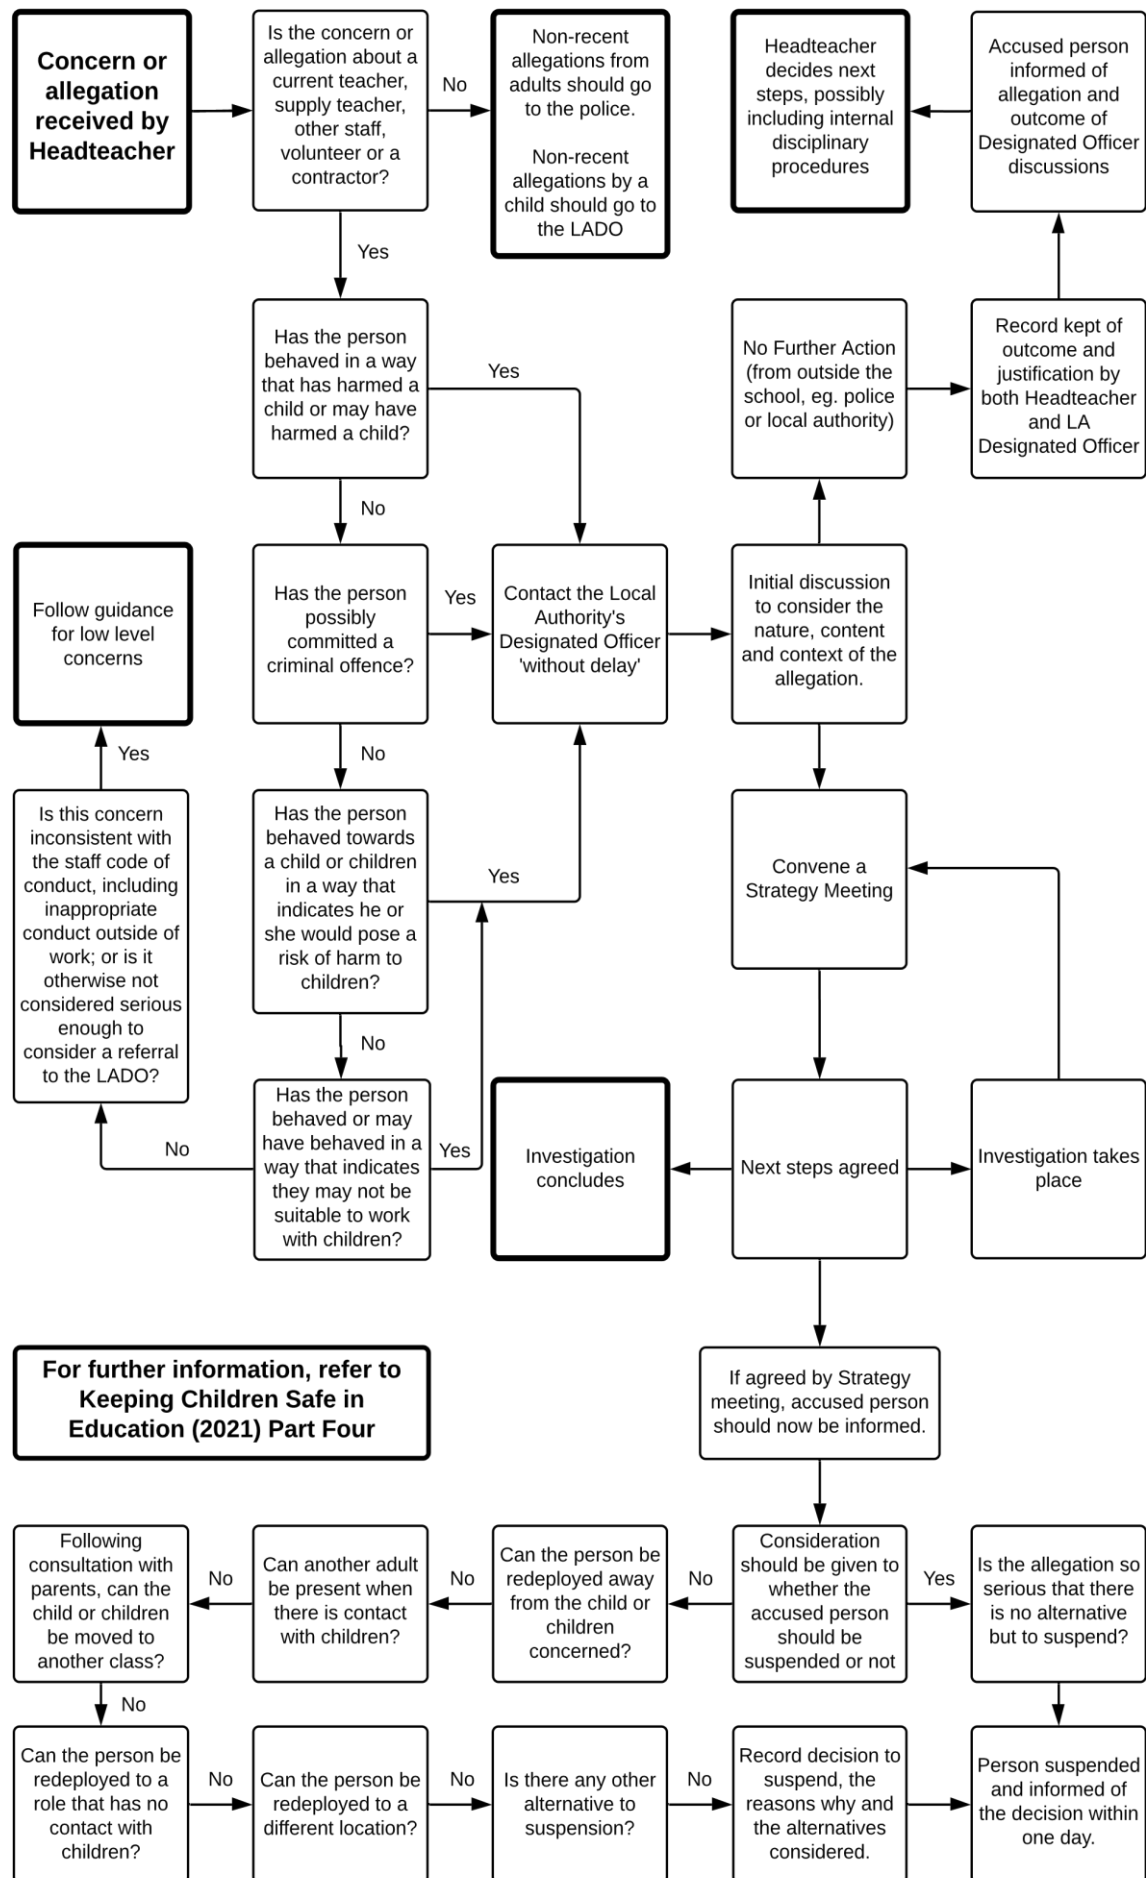 Concern or
allegation
received by
Headteacher
Is the concern or
allegation about a
current teacher,
supply teacher,
other staff,
volunteer or a
contractor?
No
Non-recent
allegations from
adults should go
to the police.
Non-recent
allegations by a
child should go to
the LADO
Headteacher
decides next
steps, possibly
including internal
disciplinary
procedures
Accused person
informed of
allegation and
outcome of
Designated Officer
discussions
Yes
Has the person
behaved in a way
that has harmed a
child or may have
harmed a child?
Yes
No Further Action
(from outside the
school, eg. police
or local authority)
Record kept of
outcome and
justification by
both Headteacher
and LA
Designated Officer
No
Follow guidance
for low level
concerns
Has the person
possibly
committed a
criminal offence?
Yes
Contact the Local
Authority's
Designated Officer
'without delay'
Initial discussion
to consider the
nature, content
and context of the
allegation.
Yes
No
Is this concern
inconsistent with
the staff code of
conduct, including
inappropriate
conduct outside of
work; or is it
otherwise not
considered serious
enough to
consider a referral
to the LADO?
Has the person
behaved towards
a child or children
in a way that
indicates he or
she would pose a
risk of harm to
children?
Yes
Convene a
Strategy Meeting
No
No
Has the person
behaved or may
have behaved in a
way that indicates
they may not be
suitable to work
with children?
Yes
Investigation
concludes
Next steps agreed
Investigation takes
place
For further information, refer to
Keeping Children Safe in
Education (2021) Part Four
If agreed by Strategy
meeting, accused person
should now be informed.
Following
consultation with
parents, can the
child or children
be moved to
another class?
No
Can another adult
be present when
there is contact
with children?
No
Can the person be
redeployed away
from the child or
children
concerned?
No
Consideration
should be given to
whether the
accused person
should be
suspended or not
Yes
Is the allegation so
serious that there
is no alternative
but to suspend?
No
Can the person be
redeployed to a
role that has no
contact with
children?
No
Can the person be
redeployed to a
different location?
No
Is there any other
alternative to
suspension?
No
Record decision to
suspend, the
reasons why and
the alternatives
considered.
Person suspended
and informed of
the decision within
one day.